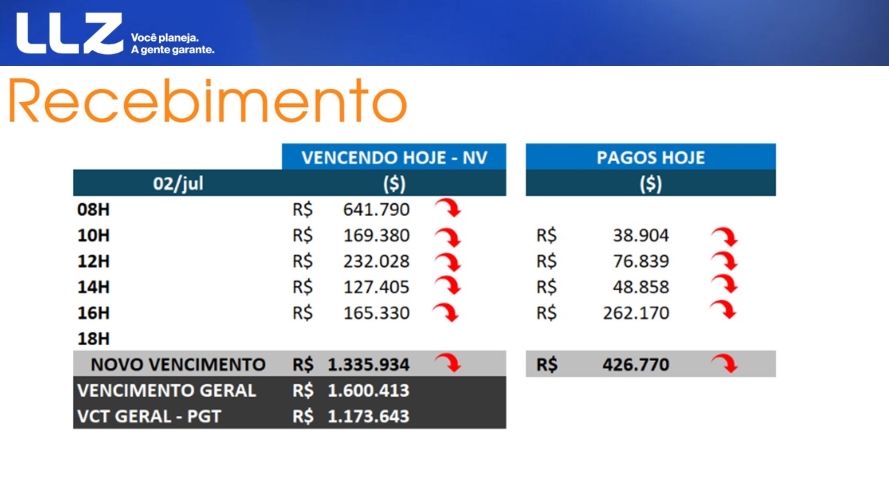 LLZ
Você planeja.
A gente garante.
Recebimento
VENCENDO HOJE - NV PAGOS HOJE
02/jul ($) ($)
08H R$ 641.790
10H R$ 169.380 R$ 38.904
12H R$ 232.028 R$ 76.839
14H R$ 127.405 R$ 48.858
16H R$ 165.330 R$ 262.170
18H
NOVO VENCIMENTO R$ 1.335.934 R$ 426.770
VENCIMENTO GERAL R$ 1.600.413
VCT GERAL - PGT R$ 1.173.643